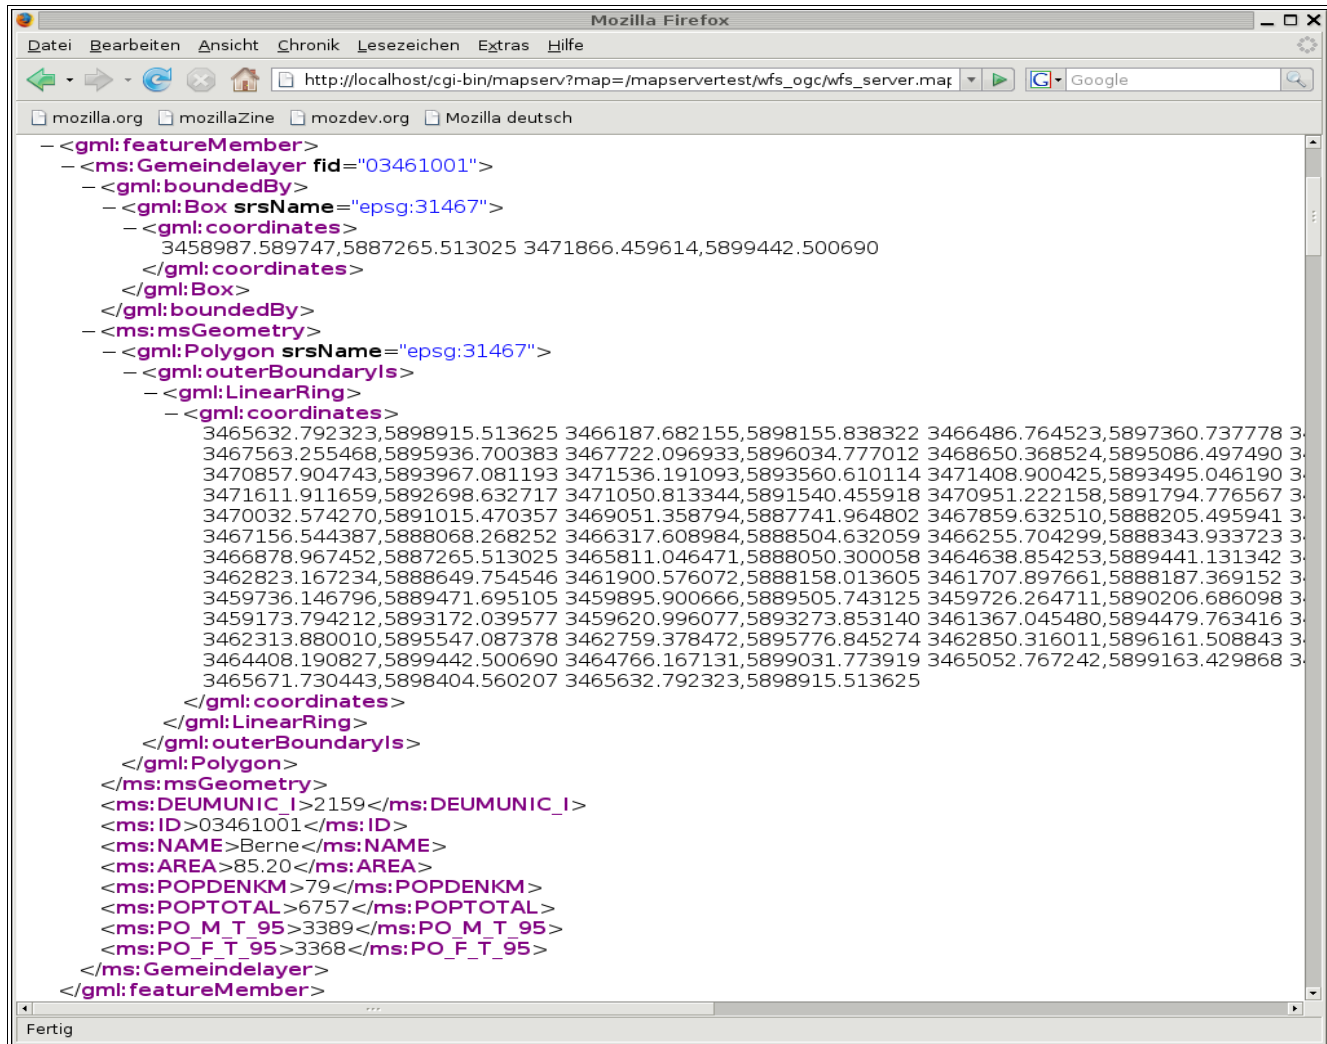 Mozilla Firefox
Datei Bearbeiten Ansicht Chronik Lesezeichen Extras Hilfe
http://localhost/cgi-bin/mapserv?map=/mapservertest/wfs_ogc/wfs_server.map
G Google
mozilla.org mozillaZine mozdev.org Mozilla deutsch
– <gml:featureMember>
– <ms:Gemeindelayer fid="03461001">
– <gml:boundedBy>
– <gml:Box srsName="epsg:31467">
– <gml:coordinates>
3458987.589747,5887265.513025 3471866.459614,5899442.500690
</gml:coordinates>
</gml:Box>
</gml:boundedBy>
– <ms:msGeometry>
– <gml:Polygon srsName="epsg:31467">
– <gml:outerBoundaryIs>
– <gml:LinearRing>
– <gml:coordinates>
3465632.792323,5898915.513625 3466187.682155,5898155.838322 3466486.764523,5897360.737778 3
3467563.255468,5895936.700383 3467722.096933,5896034.777012 3468650.368524,5895086.497490 3
3470857.904743,5893967.081193 3471536.191093,5893560.610114 3471408.900425,5893495.046190 3
3471611.911659,5892698.632717 3471050.813344,5891540.455918 3470951.222158,5891794.776567 3
3470032.574270,5891015.470357 3469051.358794,5887741.964802 3467859.632510,5888205.495941 3
3467156.544387,5888068.268252 3466317.608984,5888504.632059 3466255.704299,5888343.933723 3
3466878.967452,5887265.513025 3465811.046471,5888050.300058 3464638.854253,5889441.131342 3
3462823.167234,5888649.754546 3461900.576072,5888158.013605 3461707.897661,5888187.369152 3
3459736.146796,5889471.695105 3459895.900666,5889505.743125 3459726.264711,5890206.686098 3
3459173.794212,5893172.039577 3459620.996077,5893273.853140 3461367.045480,5894479.763416 3
3462313.880010,5895547.087378 3462759.378472,5895776.845274 3462850.316011,5896161.508843 3
3464408.190827,5899442.500690 3464766.167131,5899031.773919 3465052.767242,5899163.429868 3
3465671.730443,5898404.560207 3465632.792323,5898915.513625
</gml:coordinates>
</gml:LinearRing>
</gml:outerBoundaryIs>
</gml:Polygon>
</ms:msGeometry>
<ms:DEUMUNIC_I>2159</ms:DEUMUNIC_I>
<ms:ID>03461001</ms:ID>
<ms:NAME>Berne</ms:NAME>
<ms:AREA>85.20</ms:AREA>
<ms:POPDENKM>79</ms:POPDENKM>
<ms:POPTOTAL>6757</ms:POPTOTAL>
<ms:PO_M_T_95>3389</ms:PO_M_T_95>
<ms:PO_F_T_95>3368</ms:PO_F_T_95>
</ms:Gemeindelayer>
</gml:featureMember>
Fertig